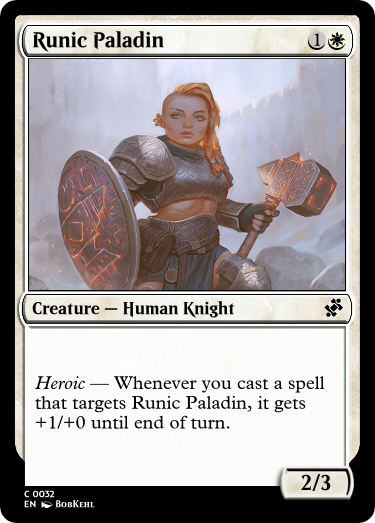 Runic Paladin 1
Creature — Human Knight
Heroic — Whenever you cast a spell
that targets Runic Paladin, it gets
+1/+0 until end of turn.
2/3
C 0032
EN BobKehl